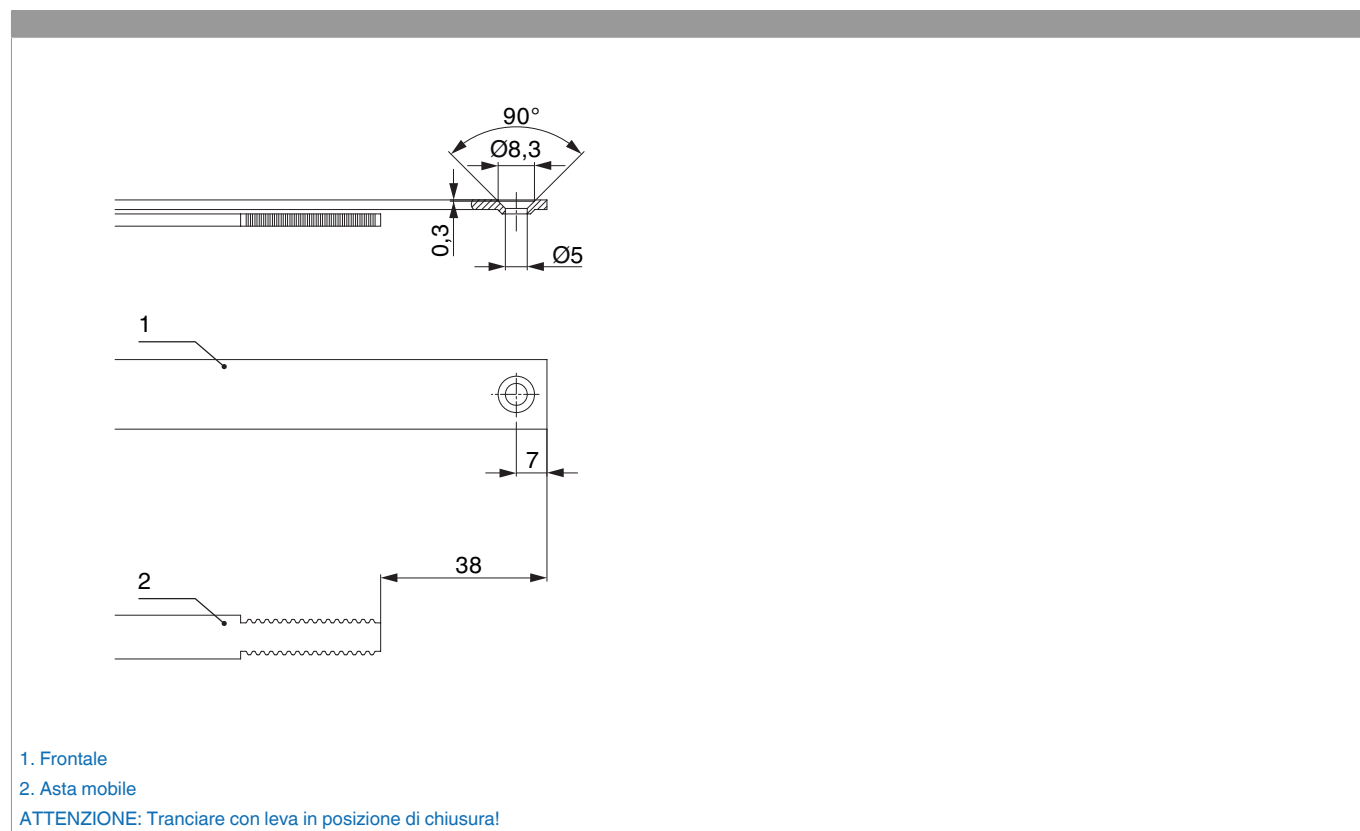 90°
Ø8,3
0,3
Ø5
1
7
38
2
1. Frontale
2. Asta mobile
ATTENZIONE: Tranciare con leva in posizione di chiusura!